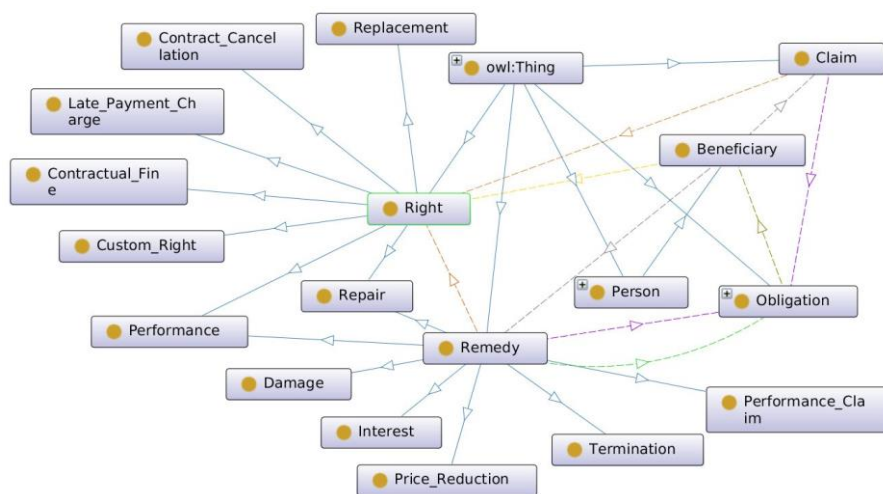 Contract_Cancel
lation
Replacement
owl:Thing
Claim
Late_Payment_Ch
arge
Beneficiary
Contractual_Fin
e
Right
Custom_Right
Repair
Person
Obligation
Performance
Remedy
Damage
Performance_Cla
im
Interest
Termination
Price_Reduction